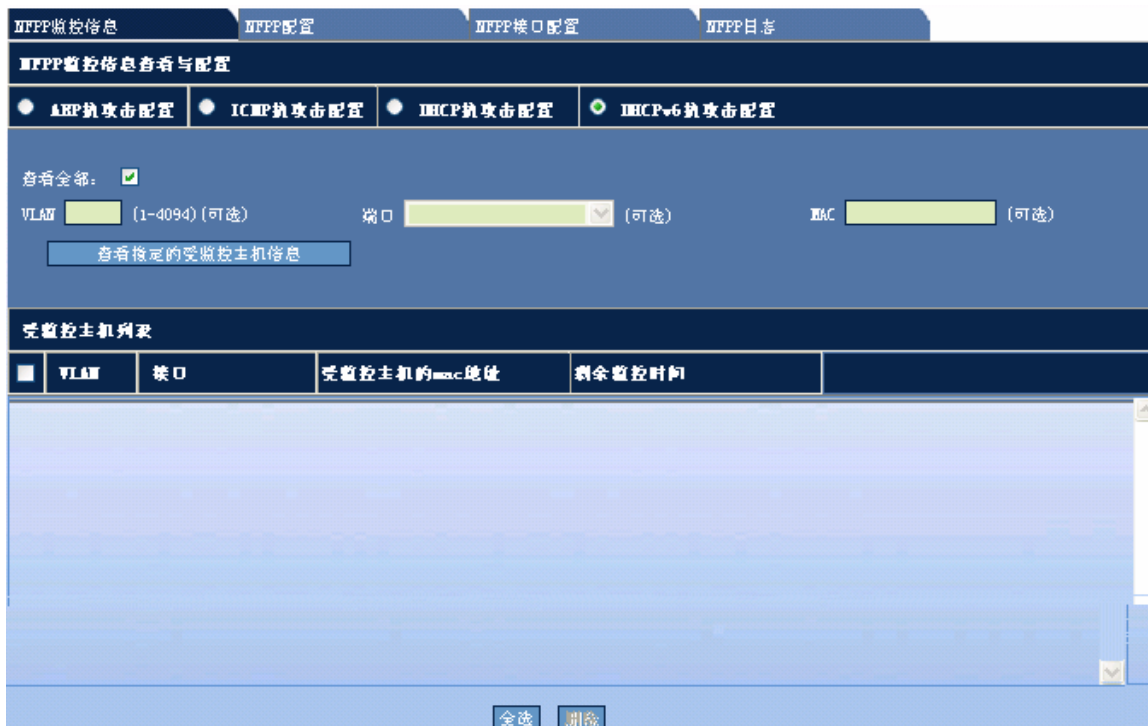 NFPP监控信息 NFPP配置 NFPP接口配置 NFPP日志
NFPP监控信息查看与配置
ARP抗攻击配置 ICMP抗攻击配置 DHCP抗攻击配置 DHCPv6抗攻击配置
查看全部:
VLAN (1-4094)(可选) 端口 (可选) MAC (可选)
查看指定的受监控主机信息
受监控主机列表
VLAN 接口 受监控主机的mac地址 剩余监控时间
全选 删除